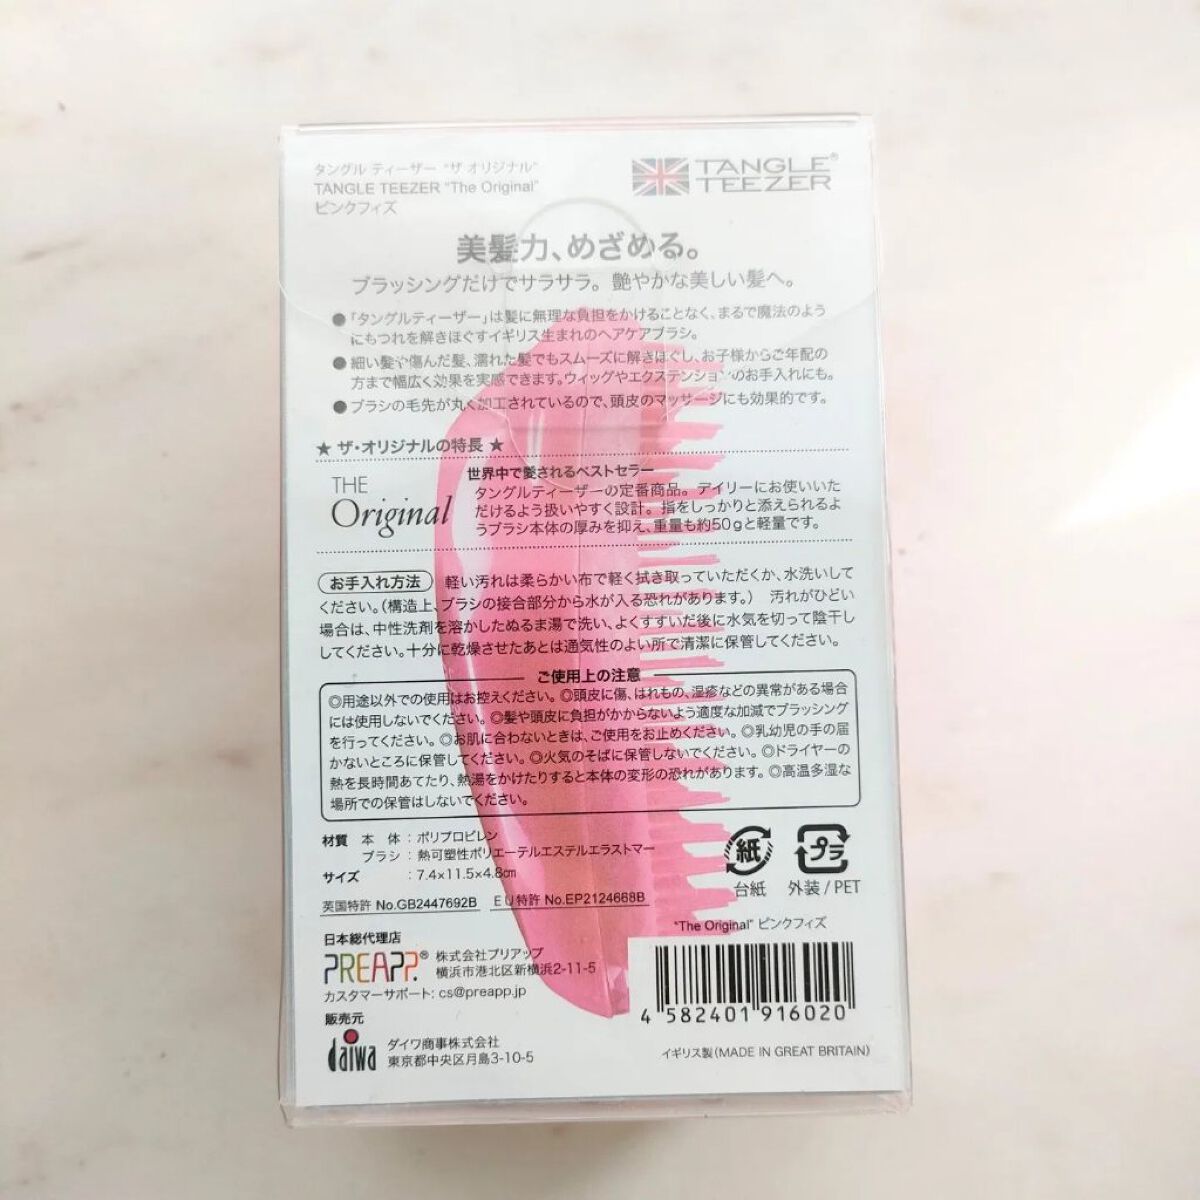 タングル ティーザー "ザ オリジナル"
TANGLE TEEZER "The Original"
ピンクフィズ
TANGLE®
TEEZER
美髪力、めざめる。
ブラッシングだけでサラサラ。艶やかな美しい髪へ。
●「タングルティーザー」は髪に無理な負担をかけることなく、まるで魔法のよう
にもつれを解きほぐすイギリス生まれのヘアケアブラシ。
● 細い髪や傷んだ髪、濡れた髪でもスムーズに解きほぐし、お子様からご年配の
方まで幅広く効果を実感できます。ウィッグやエクステンションのお手入れにも。
● ブラシの毛先が丸く加工されているので、頭皮のマッサージにも効果的です。
★ ザ・オリジナルの特長 ★
THE
Original
世界中で愛されるベストセラー
タングルティーザーの定番商品。デイリーにお使いいた
だけるよう扱いやすく設計。指をしっかりと添えられるよ
うブラシ本体の厚みを抑え、重量も約50gと軽量です。
お手入れ方法 軽い汚れは柔らかい布で軽く拭き取っていただくか、水洗いして
ください。(構造上、ブラシの接合部分から水が入る恐れがあります。) 汚れがひどい
場合は、中性洗剤を溶かしたぬるま湯で洗い、よくすすいだ後に水気を切って陰干し
してください。十分に乾燥させたあとは通気性のよい所で清潔に保管してください。
ご使用上の注意
◎用途以外での使用はお控えください。◎頭皮に傷、はれもの、湿疹などの異常がある場合
には使用しないでください。◎髪や頭皮に負担がかからないよう適度な加減でブラッシング
を行ってください。◎お肌に合わないときは、ご使用をお止めください。◎乳幼児の手の届
かないところに保管してください。◎火気のそばに保管しないでください。◎ドライヤーの
熱を長時間あてたり、熱湯をかけたりすると本体の変形の恐れがあります。◎高温多湿な
場所での保管はしないでください。
材質 本 体 : ポリプロピレン
ブラシ : 熱可塑性ポリエーテルエステルエラストマー
サイズ : 7.4×11.5×4.8㎝
英国特許 No.GB2447692B EU特許 No.EP2124668B
紙
台紙
プラ
外装 / PET
"The Original" ピンクフィズ
日本総代理店
PREAPP.® 株式会社プリアップ
横浜市港北区新横浜2-11-5
カスタマーサポート: cs@preapp.jp
販売元
daiwa ダイワ商事株式会社
東京都中央区月島3-10-5
4 582401 916020
イギリス製(MADE IN GREAT BRITAIN)